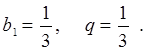 b₁ = 1/3,   q = 1/3 .